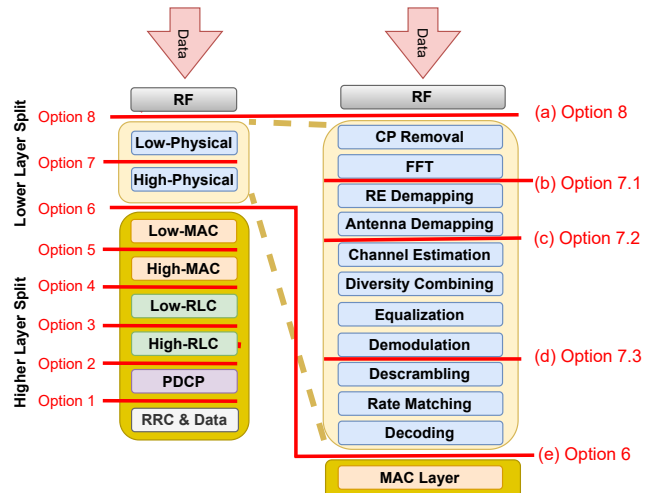 Data
Data
RF
RF
Option 8
(a) Option 8
Lower Layer Split
Low-Physical
Option 7
High-Physical
Option 6
Low-MAC
Option 5
High-MAC
Option 4
Higher Layer Split
Low-RLC
Option 3
High-RLC
Option 2
PDCP
Option 1
RRC & Data
CP Removal
FFT
(b) Option 7.1
RE Demapping
Antenna Demapping
(c) Option 7.2
Channel Estimation
Diversity Combining
Equalization
Demodulation
(d) Option 7.3
Descrambling
Rate Matching
Decoding
(e) Option 6
MAC Layer